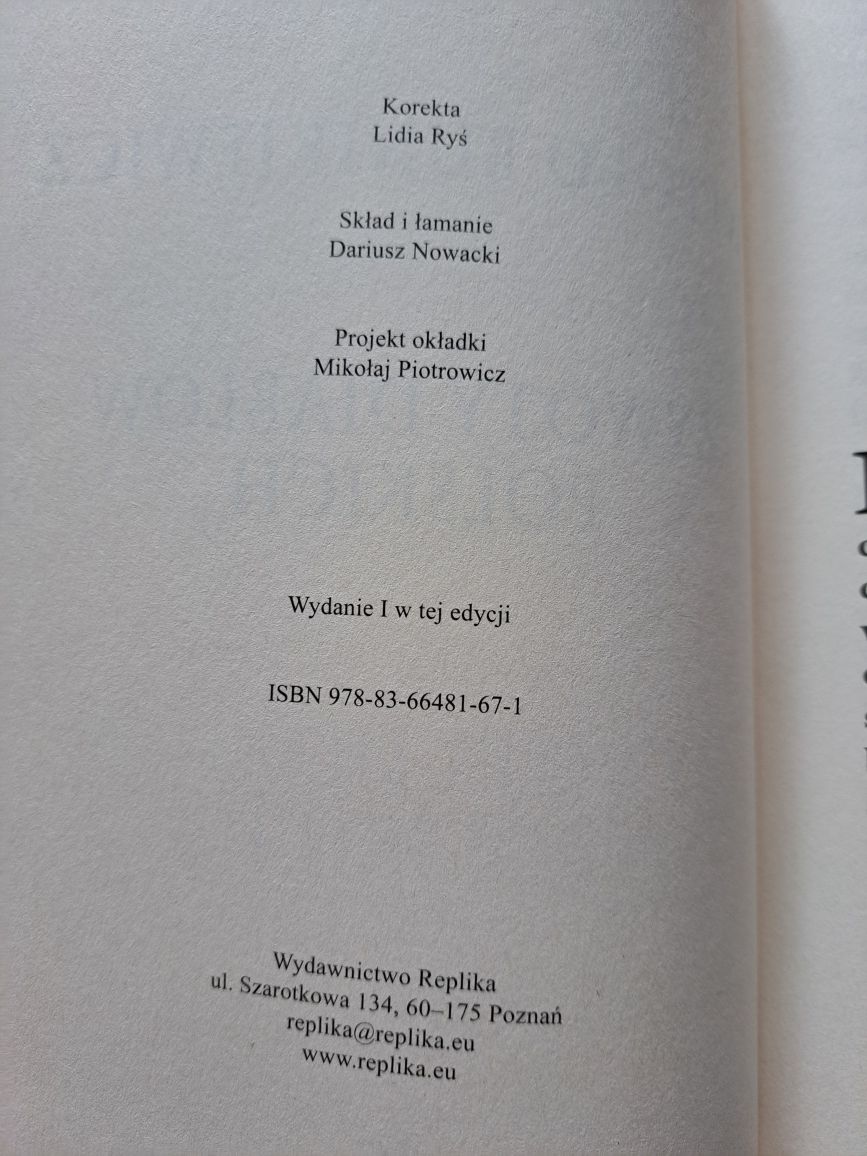 Korekta
Lidia Ryś
Skład i łamanie
Dariusz Nowacki
Projekt okładki
Mikołaj Piotrowicz
Wydanie I w tej edycji
ISBN 978-83-66481-67-1
Wydawnictwo Replika
ul. Szarotkowa 134, 60–175 Poznań
replika@replika.eu
www.replika.eu